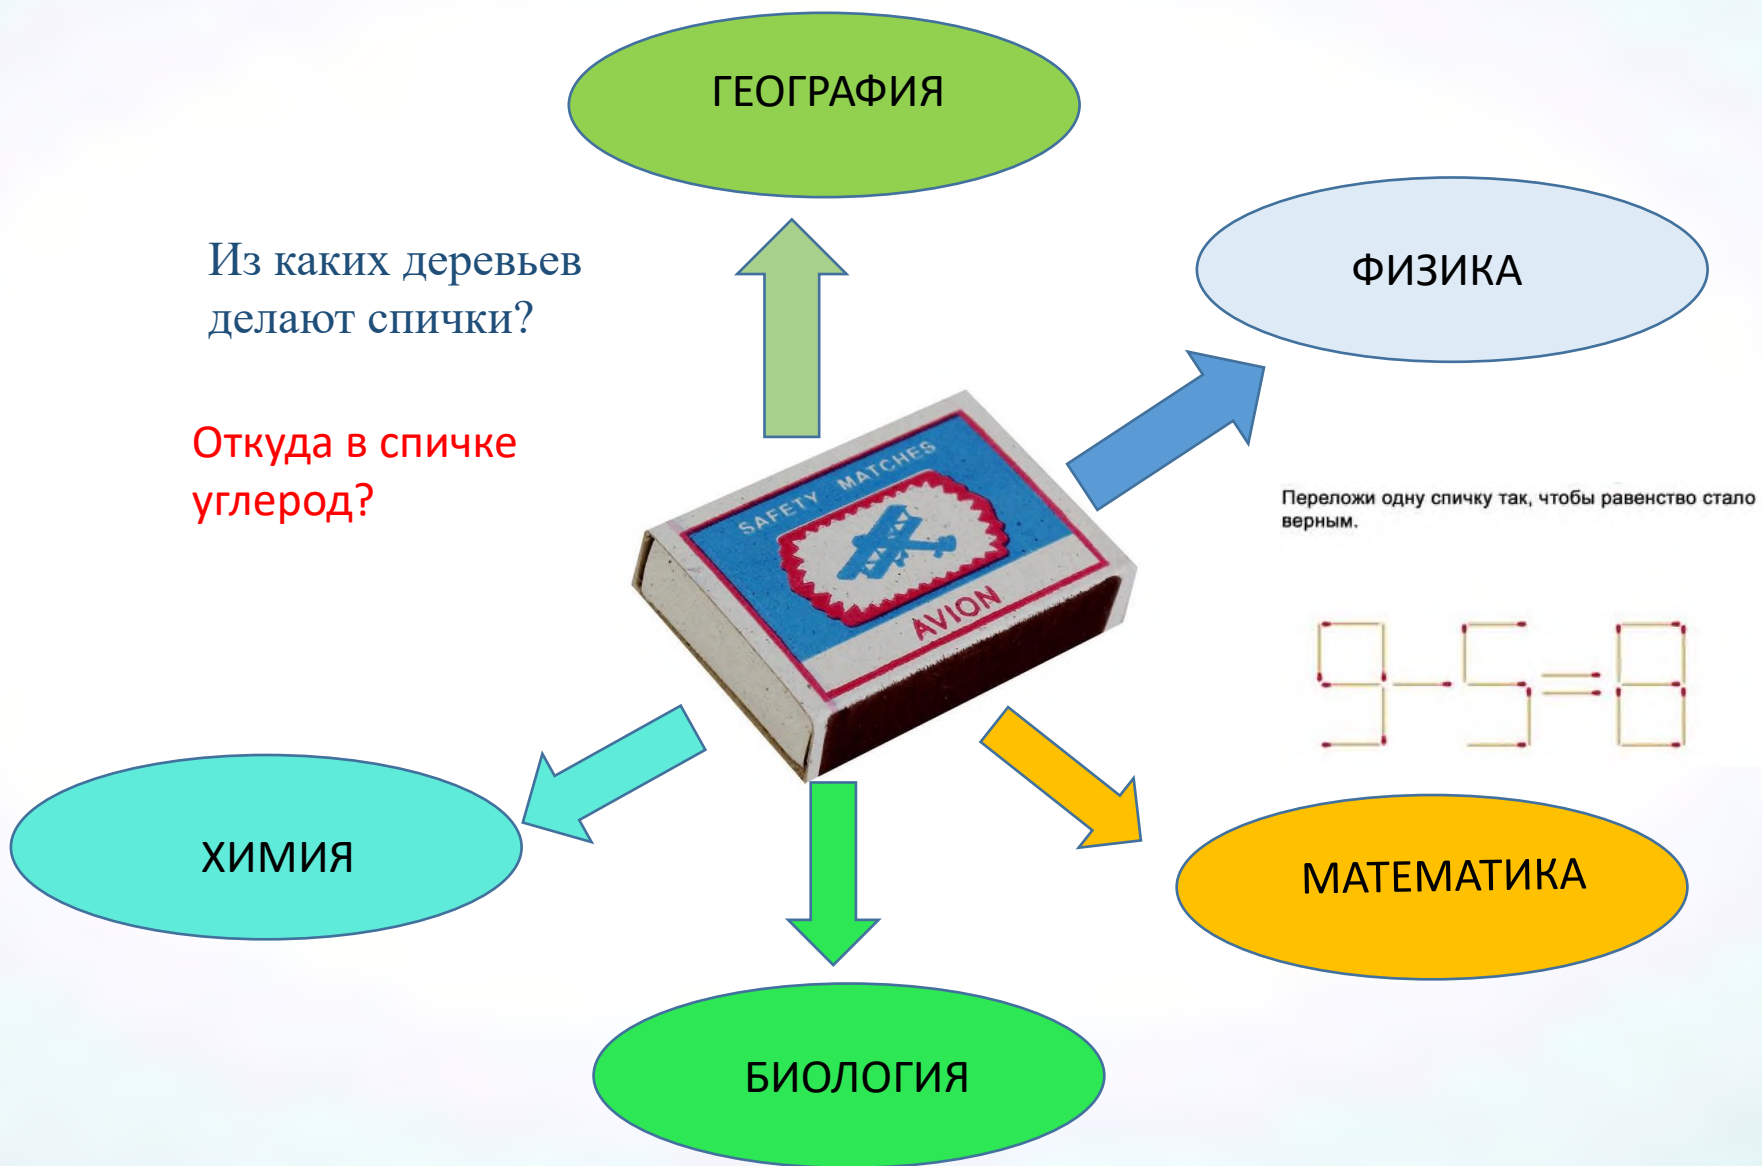 ГЕОГРАФИЯ
ФИЗИКА
Из каких деревьев
делают спички?
Откуда в спичке
углерод?
SAFETY MATCHES
AVION
Переложи одну спичку так, чтобы равенство стало
верным.
9-5=8
ХИМИЯ
МАТЕМАТИКА
БИОЛОГИЯ